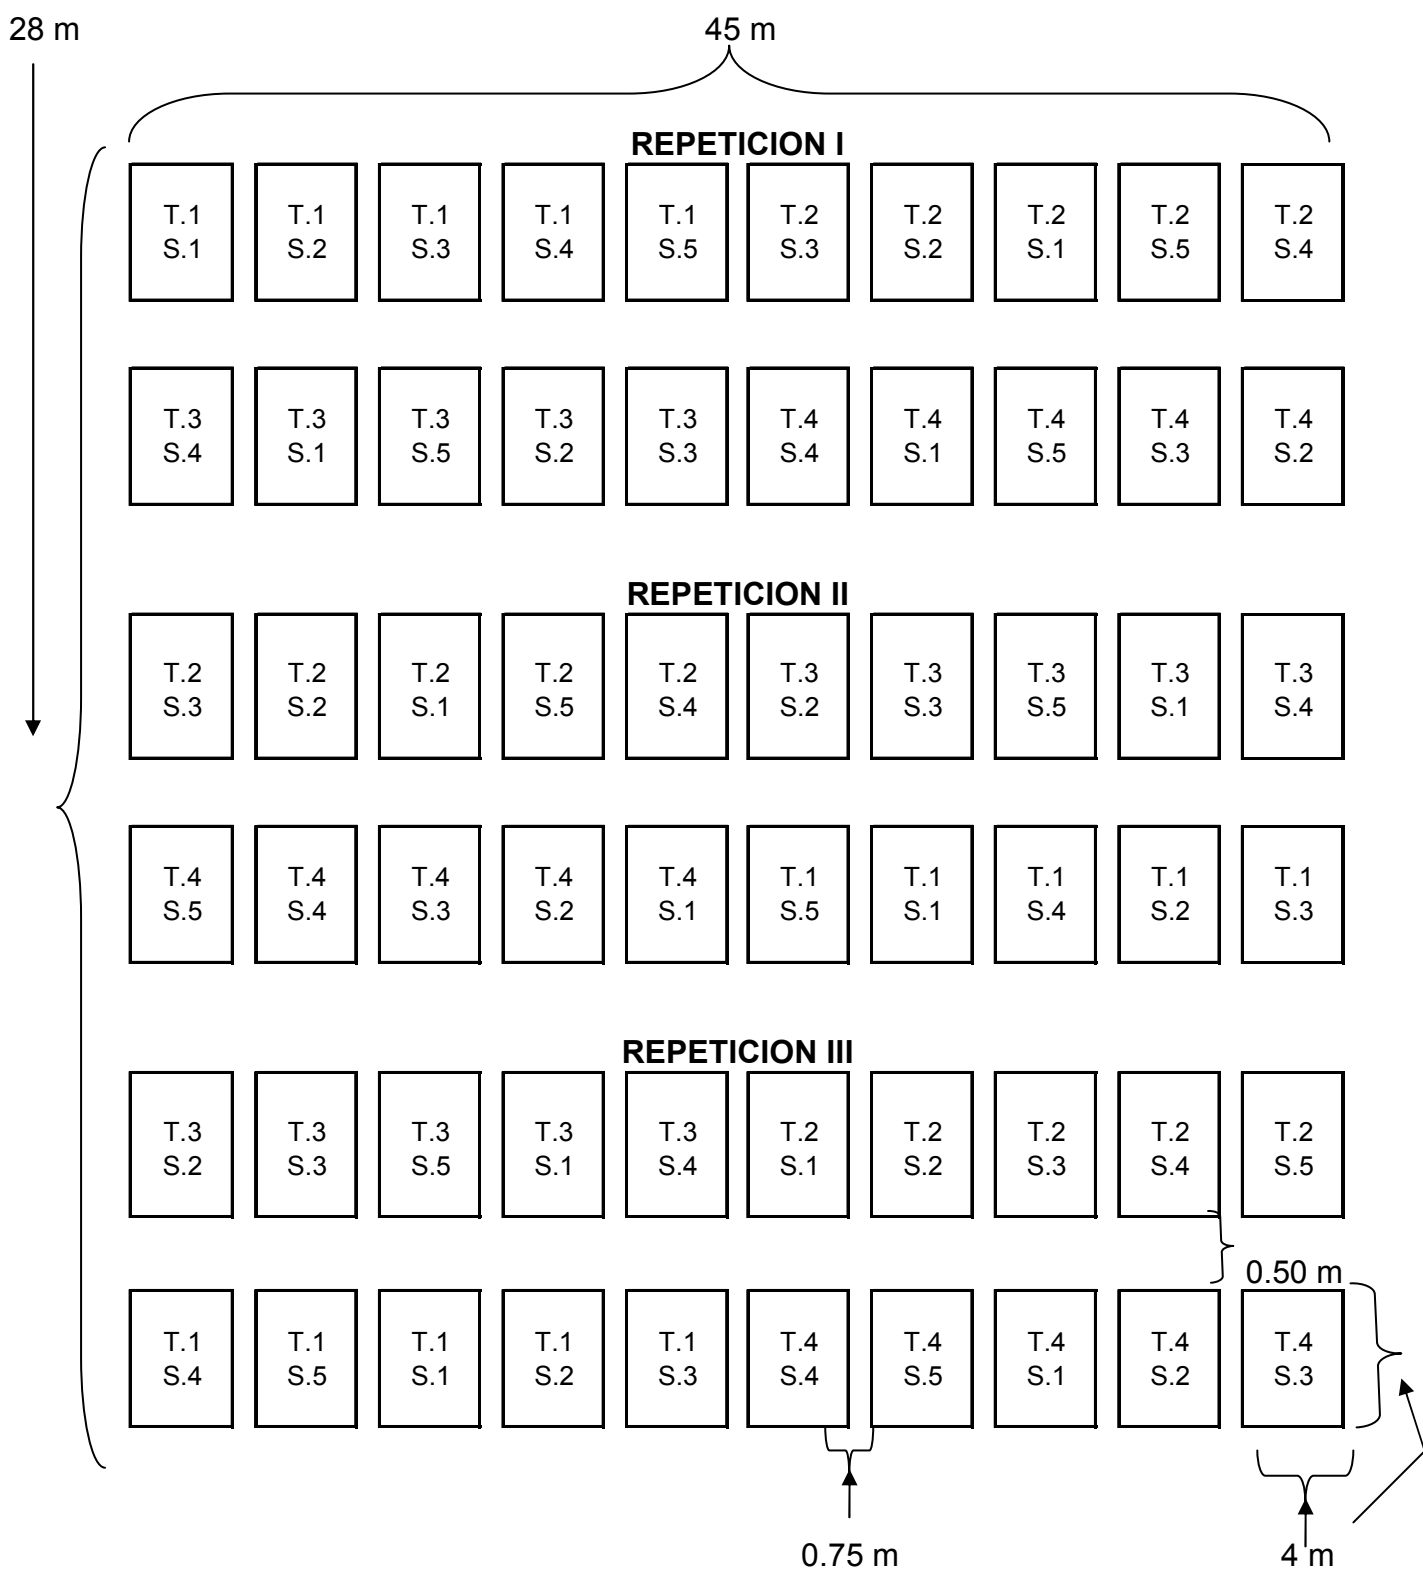 28 m 45 m
REPETICION I
T.1 T.1 T.1 T.1 T.1 T.2 T.2 T.2 T.2 T.2
S.1 S.2 S.3 S.4 S.5 S.3 S.2 S.1 S.5 S.4
T.3 T.3 T.3 T.3 T.3 T.4 T.4 T.4 T.4 T.4
S.4 S.1 S.5 S.2 S.3 S.4 S.1 S.5 S.3 S.2
REPETICION II
T.2 T.2 T.2 T.2 T.2 T.3 T.3 T.3 T.3 T.3
S.3 S.2 S.1 S.5 S.4 S.2 S.3 S.5 S.1 S.4
T.4 T.4 T.4 T.4 T.4 T.1 T.1 T.1 T.1 T.1
S.5 S.4 S.3 S.2 S.1 S.5 S.1 S.4 S.2 S.3
REPETICION III
T.3 T.3 T.3 T.3 T.3 T.2 T.2 T.2 T.2 T.2
S.2 S.3 S.5 S.1 S.4 S.1 S.2 S.3 S.4 S.5
0.50 m
T.1 T.1 T.1 T.1 T.1 T.4 T.4 T.4 T.4 T.4
S.4 S.5 S.1 S.2 S.3 S.4 S.5 S.1 S.2 S.3
0.75 m 4 m